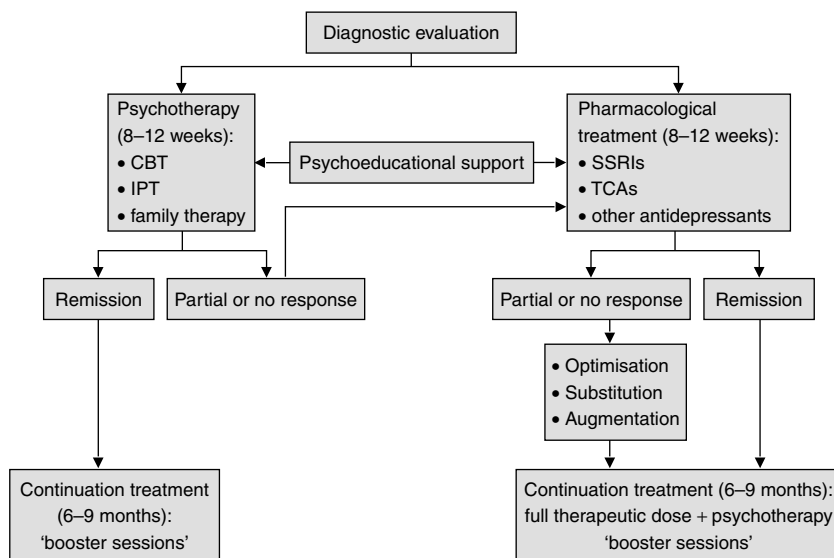 Diagnostic evaluation
Psychotherapy
(8–12 weeks):
• CBT
• IPT
• family therapy
Psychoeducational support
Pharmacological
treatment (8–12 weeks):
• SSRIs
• TCAs
• other antidepressants
Remission
Partial or no response
Partial or no response
Remission
• Optimisation
• Substitution
• Augmentation
Continuation treatment
(6–9 months):
‘booster sessions’
Continuation treatment (6–9 months):
full therapeutic dose + psychotherapy
‘booster sessions’